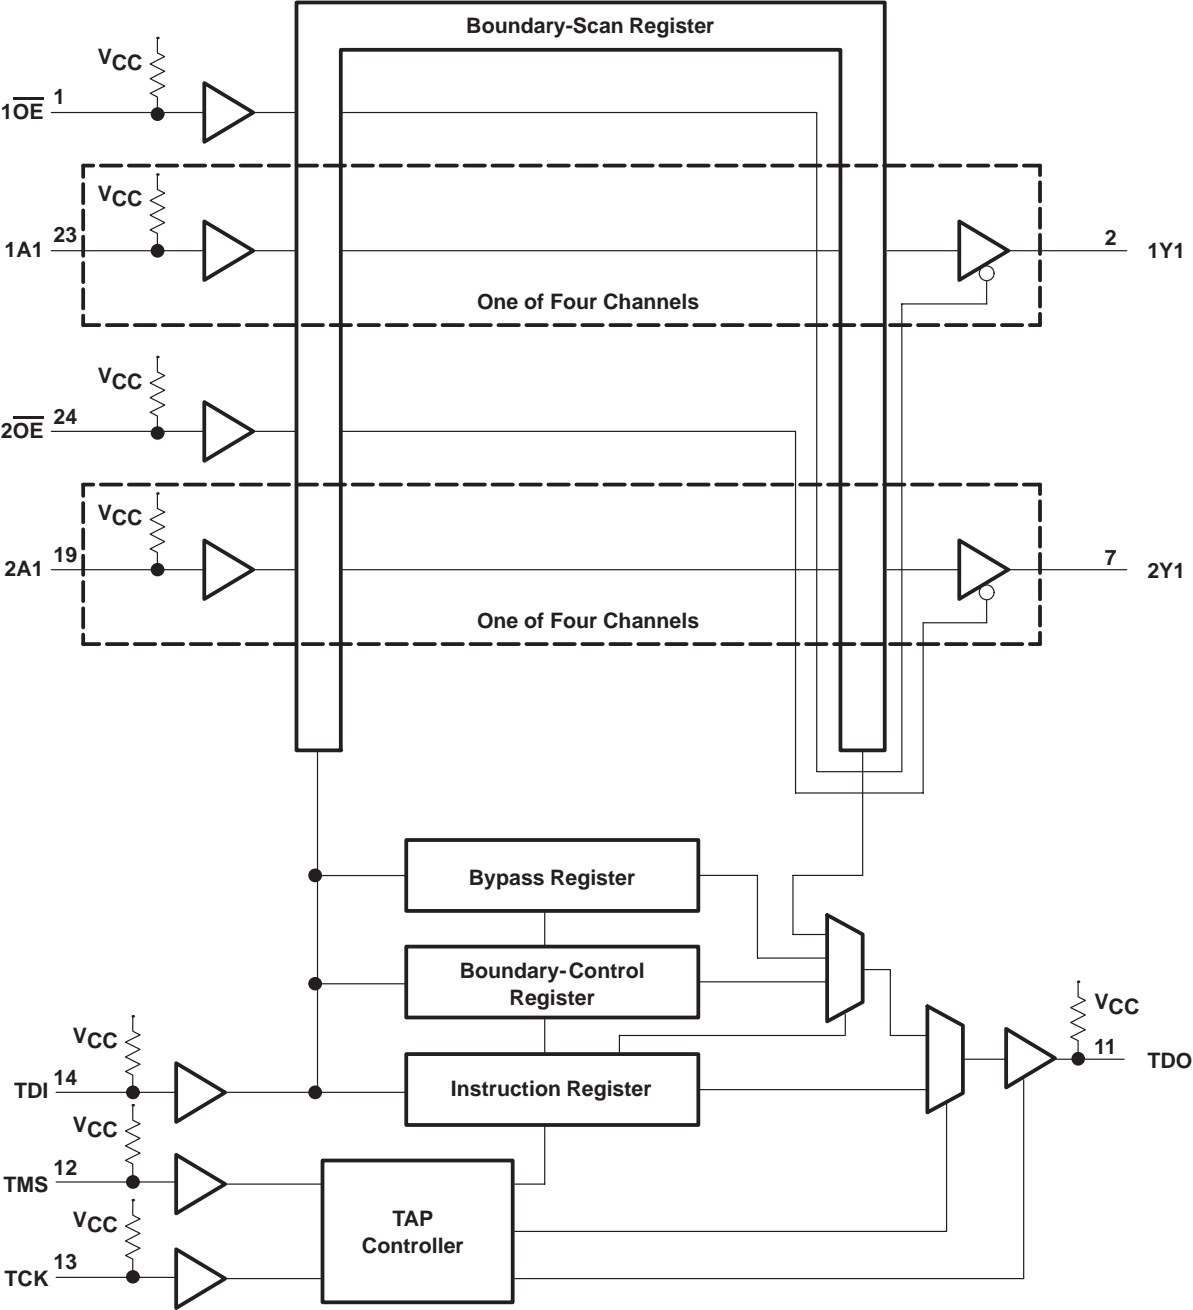 Boundary-Scan Register
VCC
1O̅E̅ 1
VCC
1A1 23
2 1Y1
One of Four Channels
VCC
2O̅E̅ 24
VCC
2A1 19
7 2Y1
One of Four Channels
Bypass Register
Boundary-Control
Register
VCC
VCC
TDI 14
Instruction Register
11 TDO
VCC
TMS 12
VCC
TAP
Controller
TCK 13